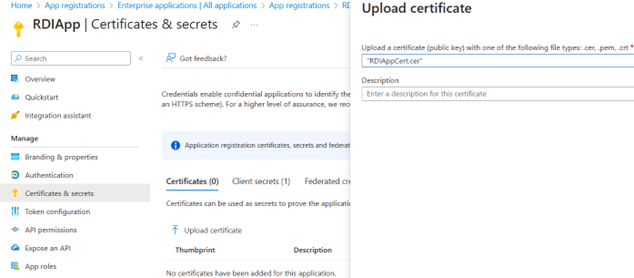 Home > App registrations > Enterprise applications | All applications > App registrations > RD
RDIApp | Certificates & secrets
Search
Got feedback?
Overview
Quickstart
Integration assistant
Manage
Branding & properties
Authentication
Certificates & secrets
Token configuration
API permissions
Expose an API
App roles
Credentials enable confidential applications to identify the
an HTTPS scheme). For a higher level of assurance, we reco
Application registration certificates, secrets and federat
Certificates (0) Client secrets (1) Federated cre
Certificates can be used as secrets to prove the application
Upload certificate
Thumbprint Description
No certificates have been added for this application.
Upload certificate
Upload a certificate (public key) with one of the following file types: .cer, .pem, .crt *
"RDIAppCert.cer"
Description
Enter a description for this certificate